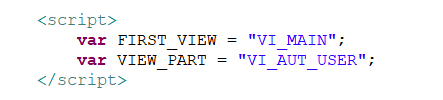 <script>
var FIRST_VIEW = "VI_MAIN";
var VIEW_PART = "VI_AUT_USER";
</script>